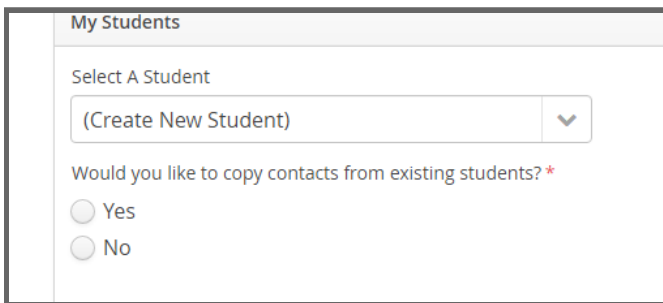 My Students
Select A Student
(Create New Student)
Would you like to copy contacts from existing students? *
Yes
No